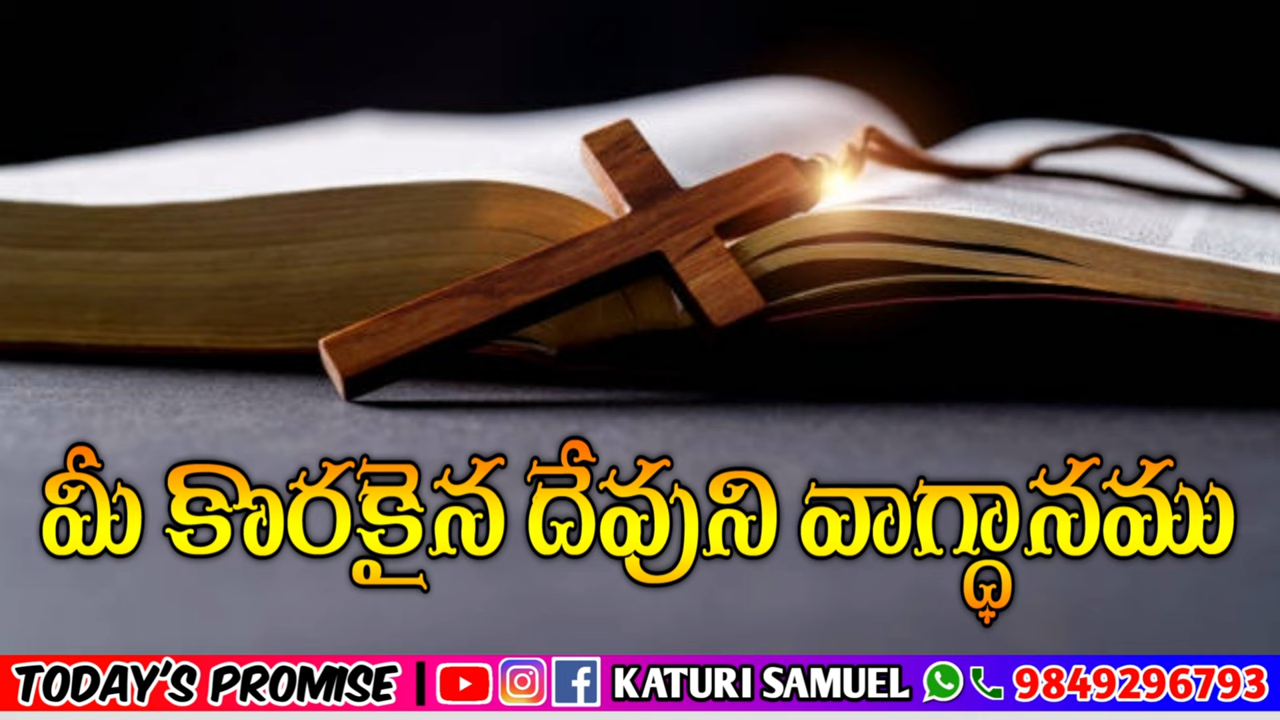 మీ కొరకైన దేవుని వాగ్ధానము
TODAY'S PROMISE | KATURI SAMUEL 9849296793